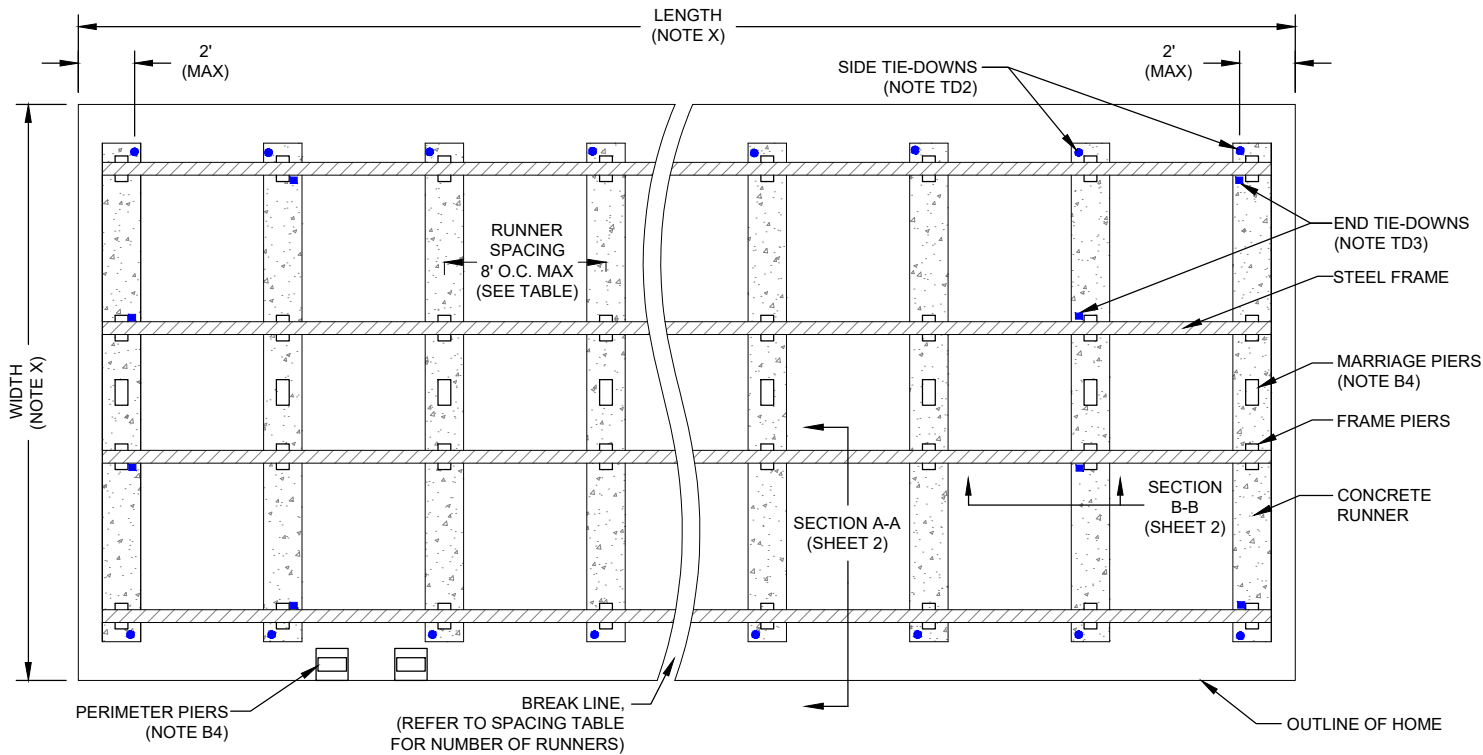 LENGTH
(NOTE X)
2'
(MAX)
SIDE TIE-DOWNS
(NOTE TD2)
2'
(MAX)
RUNNER
SPACING
8' O.C. MAX
(SEE TABLE)
END TIE-DOWNS
(NOTE TD3)
STEEL FRAME
WIDTH
(NOTE X)
MARRIAGE PIERS
(NOTE B4)
FRAME PIERS
SECTION A-A
(SHEET 2)
SECTION
B-B
(SHEET 2)
CONCRETE
RUNNER
PERIMETER PIERS
(NOTE B4)
BREAK LINE,
(REFER TO SPACING TABLE
FOR NUMBER OF RUNNERS)
OUTLINE OF HOME